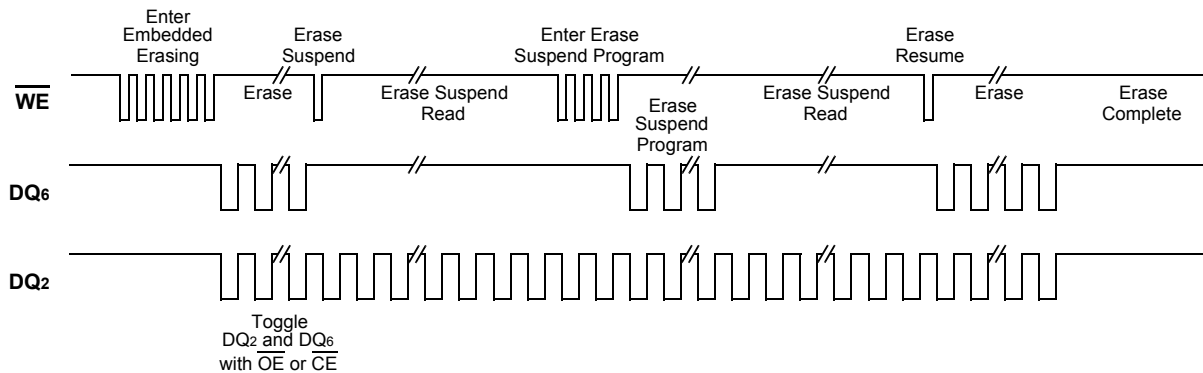 Enter
Embedded
Erasing
Erase
Suspend
Enter Erase
Suspend Program
Erase
Resume
WE
Erase
Erase Suspend
Read
Erase
Suspend
Program
Erase Suspend
Read
Erase
Erase
Complete
DQ6
DQ2
Toggle
DQ2 and DQ6
with OE or CE